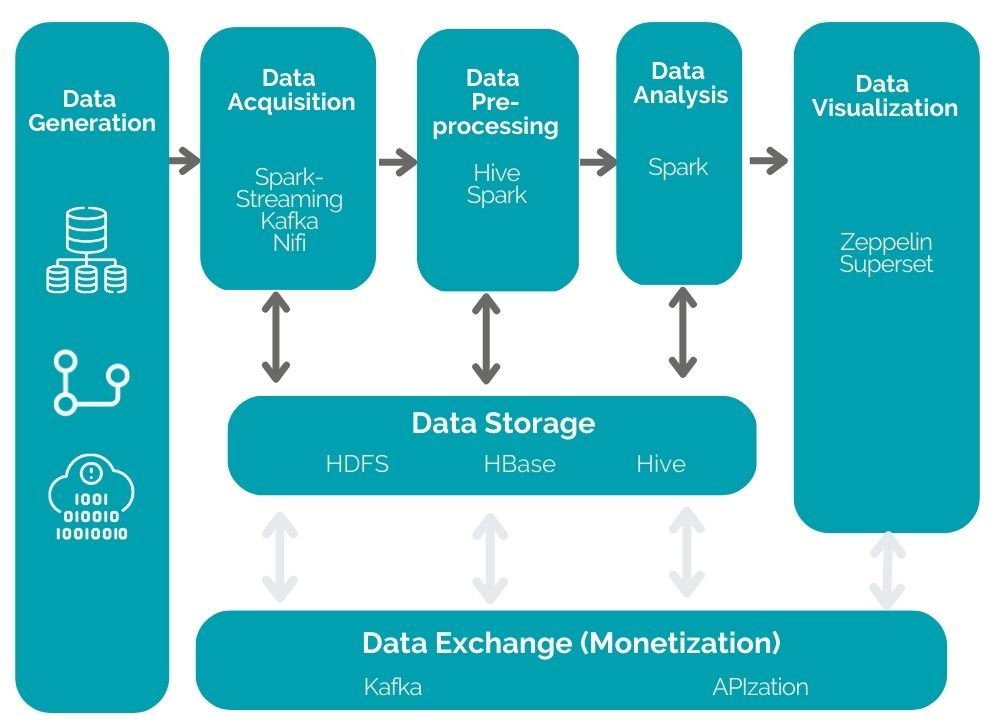 Data
Generation
1001
010010
10010010
Data
Acquisition
Spark-
Streaming
Kafka
Nifi
Data
Pre-
processing
Hive
Spark
Data
Analysis
Spark
Data
Visualization
Zeppelin
Superset
Data Storage
HDFS HBase Hive
Data Exchange (Monetization)
Kafka APIzation